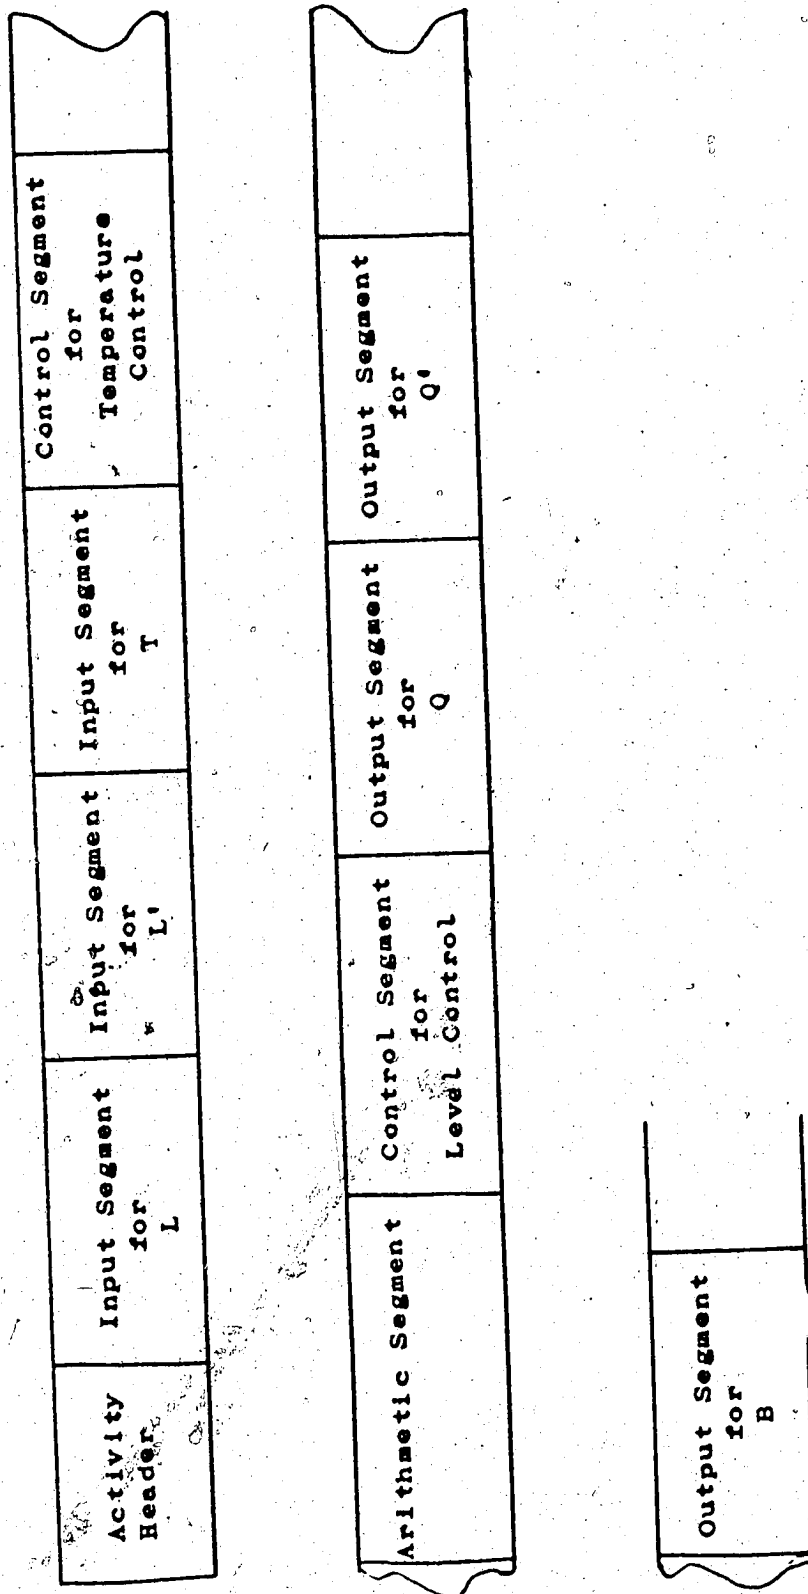 Activity
Header
Input Segment
for
L
Input Segment
for
L'
Input Segment
for
T
Control Segment
for
Temperature
Control
Arithmetic Segment
Control Segment
for
Level Control
Output Segment
for
Q
Output Segment
for
Q'
Output Segment
for
B